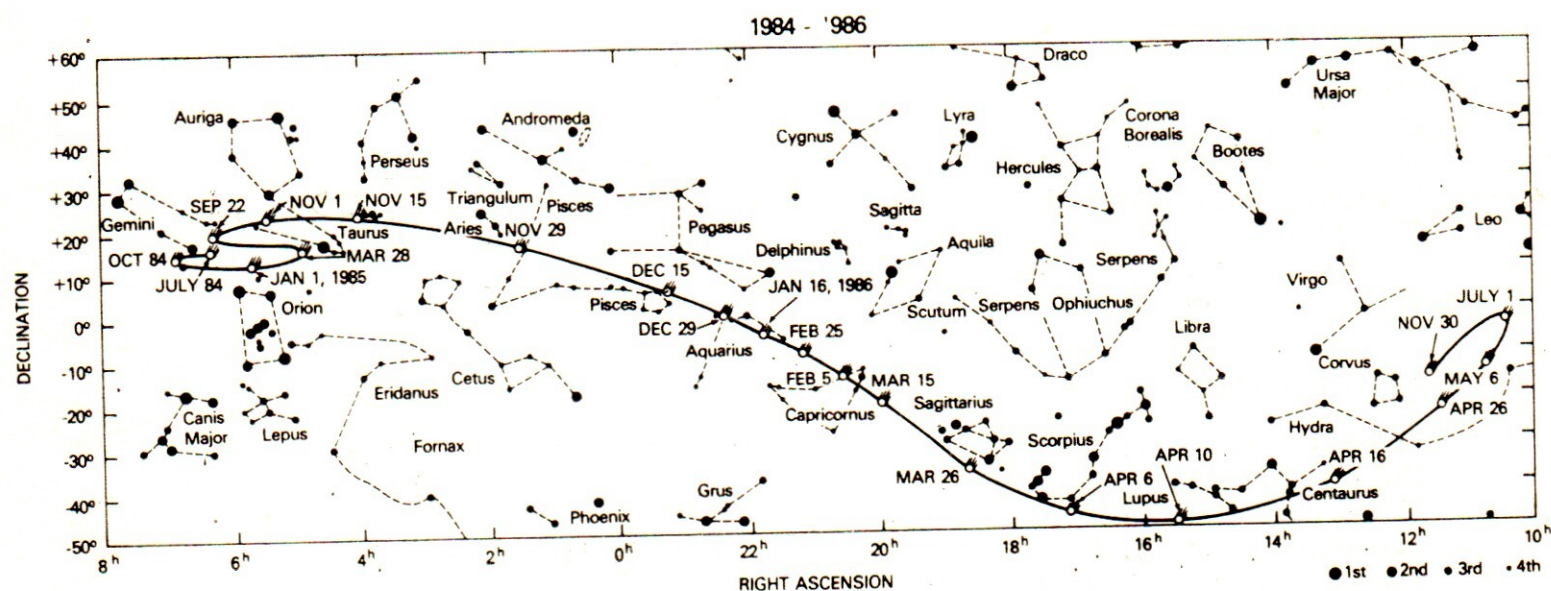 1984 - '986
+60°
+50°
+40°
+30°
+20°
+10°
0°
-10°
-20°
-30°
-40°
-50°
DECLINATION
Draco
Ursa
Major
Auriga
Perseus
Andromeda
Cygnus
Lyra
Hercules
Corona
Borealis
Bootes
Gemini
SEP 22
NOV 1
NOV 15
Triangulum
Pisces
Sagitta
Leo
Taurus
Aries
NOV 29
Pegasus
Delphinus
Aquila
Serpens
OCT 84
MAR 28
JULY 84
JAN 1, 1985
DEC 15
JAN 16, 1986
Virgo
Orion
Pisces
DEC 29
Scutum
Serpens
Ophiuchus
JULY 1
Aquarius
FEB 25
Libra
NOV 30
Eridanus
Cetus
FEB 5
MAR 15
Corvus
MAY 6
Canis
Major
Lepus
Capricornus
Sagittarius
APR 26
Fornax
Scorpius
Hydra
MAR 26
APR 6
APR 10
APR 16
Grus
Phoenix
Lupus
Centaurus
8h 6h 4h 2h 0h 22h 20h 18h 16h 14h 12h 10h
RIGHT ASCENSION
1st 2nd 3rd 4th